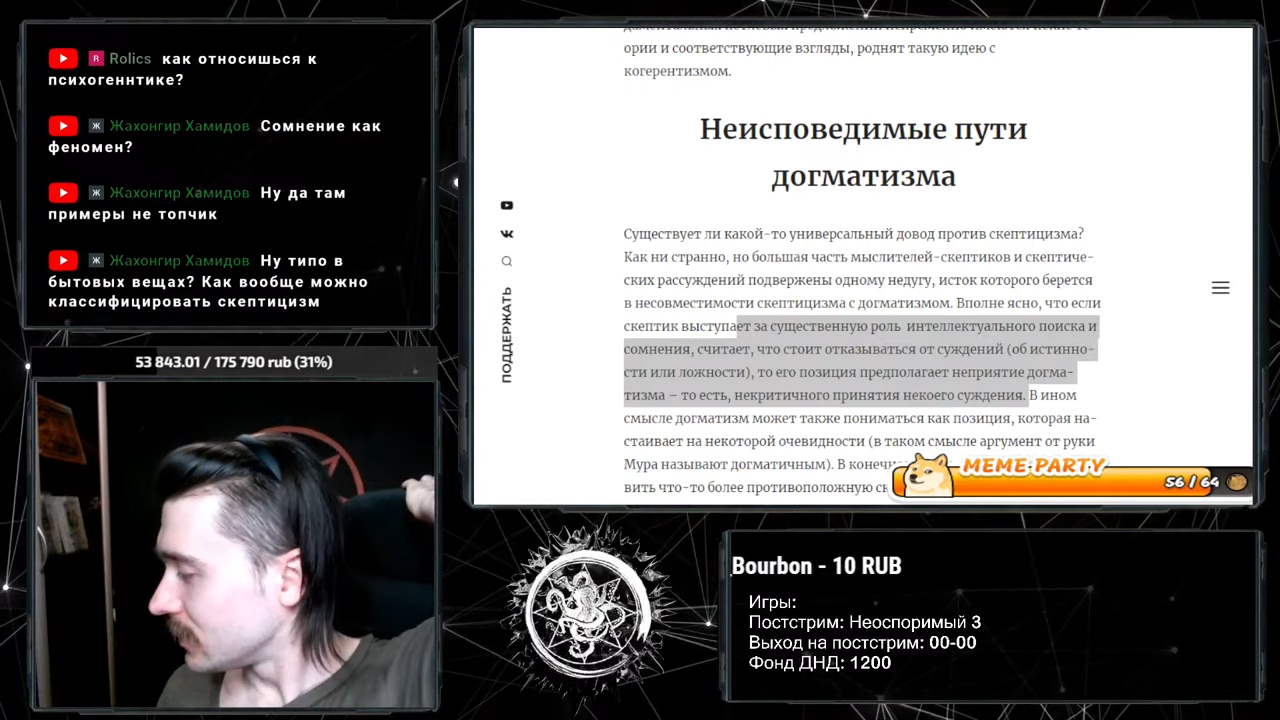 Rolics как относишься к
психогеннтике?
Жахонгир Хамидов Сомнение как
феномен?
Жахонгир Хамидов Ну да там
примеры не топчик
Жахонгир Хамидов Ну типо в
бытовых вещах? Как вообще можно
классифицировать скептицизм
53 843.01 / 175 790 rub (31%)
ории и соответствующие взгляды, роднят такую идею с
когерентизмом.
Неисповедимые пути
догматизма
Существует ли какой-то универсальный довод против скептицизма?
Как ни странно, но большая часть мыслителей-скептиков и скептиче-
ских рассуждений подвержены одному недугу, исток которого берется
в несовместимости скептицизма с догматизмом. Вполне ясно, что если
скептик выступает за существенную роль интеллектуального поиска и
сомнения, считает, что стоит отказываться от суждений (об истинно-
сти или ложности), то его позиция предполагает неприятие догма-
тизма – то есть, некритичного принятия некоего суждения. В ином
смысле догматизм может также пониматься как позиция, которая на-
стаивает на некоторой очевидности (в таком смысле аргумент от руки
Мура называют догматичным). В конечн
вить что-то более противоположную ск
ПОДДЕРЖАТЬ
MEME PARTY
56 / 64
Bourbon - 10 RUB
Игры:
Постстрим: Неоспоримый 3
Выход на постстрим: 00-00
Фонд ДНД: 1200